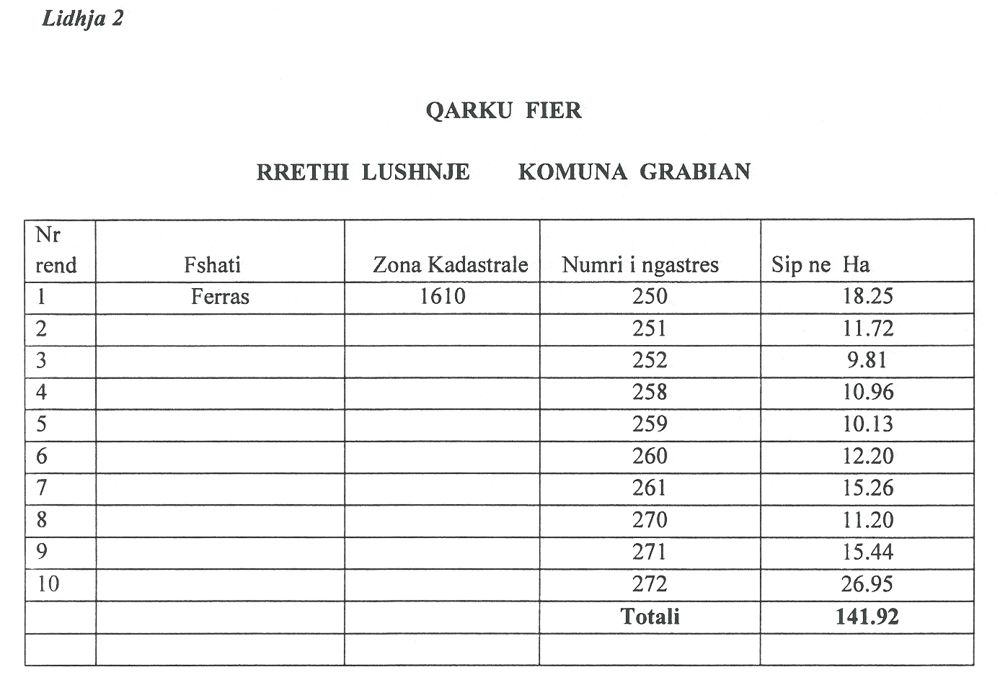 Lidhja 2
QARKU FIER
RRETHI LUSHNJE KOMUNA GRABIAN
Nr rend Fshati Zona Kadastrale Numri i ngastres Sip ne Ha
1 Ferras 1610 250 18.25
2 251 11.72
3 252 9.81
4 258 10.96
5 259 10.13
6 260 12.20
7 261 15.26
8 270 11.20
9 271 15.44
10 272 26.95
Totali 141.92